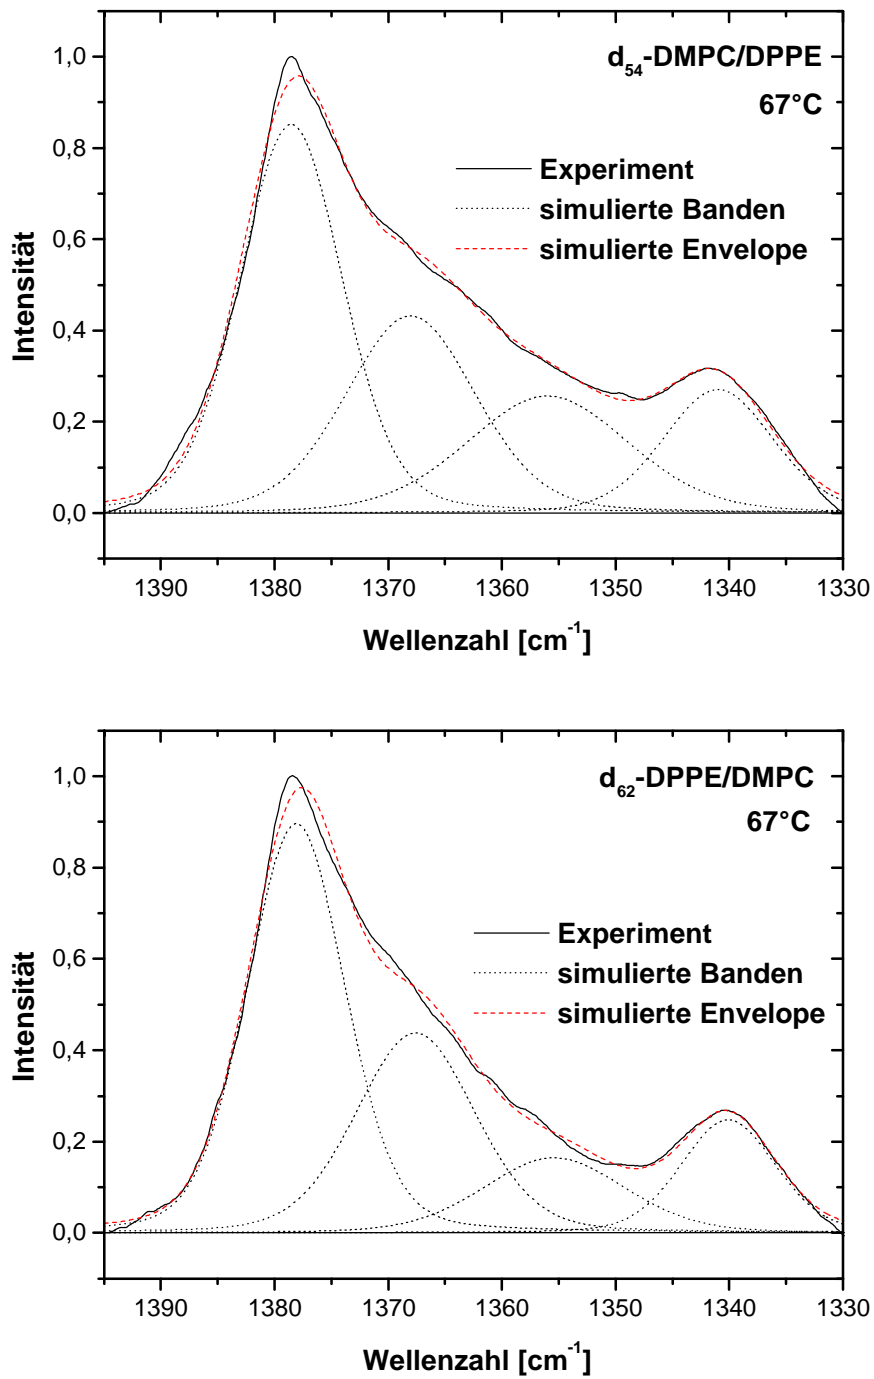 d₅₄-DMPC/DPPE
67°C
Experiment
simulierte Banden
simulierte Envelope
Intensität
1,0
0,8
0,6
0,4
0,2
0,0
1390 1380 1370 1360 1350 1340 1330
Wellenzahl [cm⁻¹]
d₆₂-DPPE/DMPC
67°C
Experiment
simulierte Banden
simulierte Envelope
Intensität
1,0
0,8
0,6
0,4
0,2
0,0
1390 1380 1370 1360 1350 1340 1330
Wellenzahl [cm⁻¹]